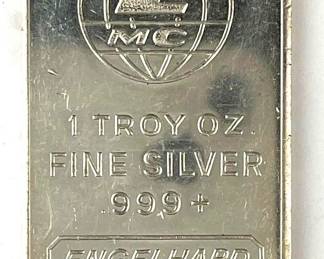 E
MC
1 TROY OZ.
FINE SILVER
.999+
ENGELHARD